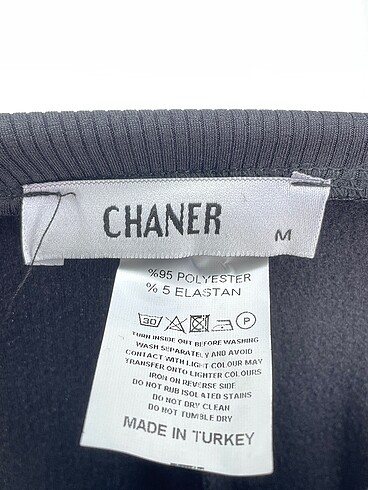 CHANER
M
%95 POLYESTER
% 5 ELASTAN
30 P
TURN INSIDE OUT BEFORE WASHING
WASH SEPARATELY AND AVOID
CONTACT WITH LIGHT COLOUR MAY
TRANSFER ONTO LIGHTER COLOURS
IRON ON REVERSE SIDE
DO NOT RUB ISOLATED STAINS
DO NOT DRY CLEAN
DO NOT TUMBLE DRY
MADE IN TURKEY